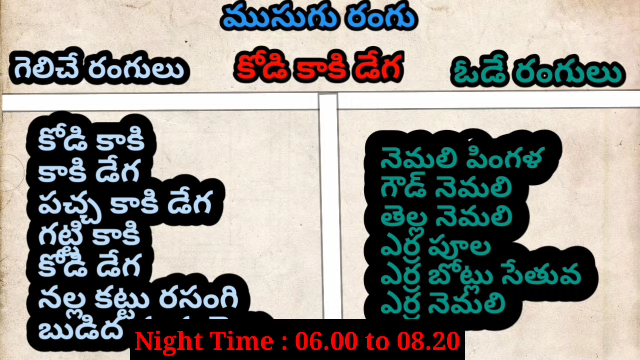 ముసుగు రంగు
గెలిచే రంగులు
కోడి కాకి డేగ
ఓడే రంగులు
కోడి కాకి
కాకి డేగ
పచ్చ కాకి డేగ
గట్టి కాకి
కోడి డేగ
నల్ల కట్టు రసంగి
బుడిద
నెమలి పింగళ
గౌడ్ నెమలి
తెల్ల నెమలి
ఎర్ర పూల
ఎర్ర బోట్లు సేతువ
ఎర్ర నెమలి
Night Time : 06.00 to 08.20